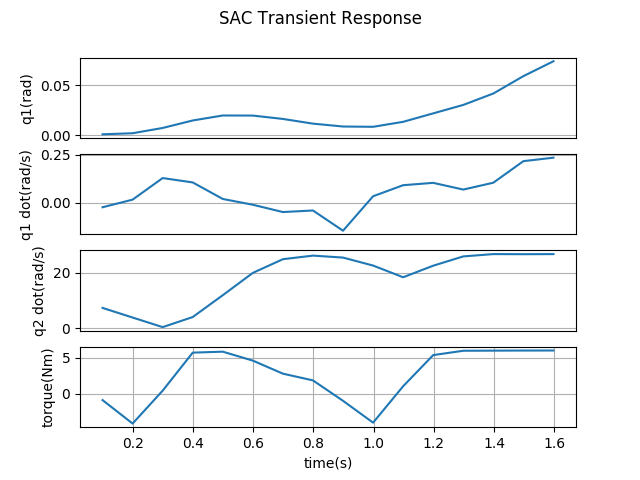 SAC Transient Response
0.05
0.00
q1(rad)
0.25
0.00
q1 dot(rad/s)
20
0
q2 dot(rad/s)
5
0
torque(Nm)
0.2 0.4 0.6 0.8 1.0 1.2 1.4 1.6
time(s)